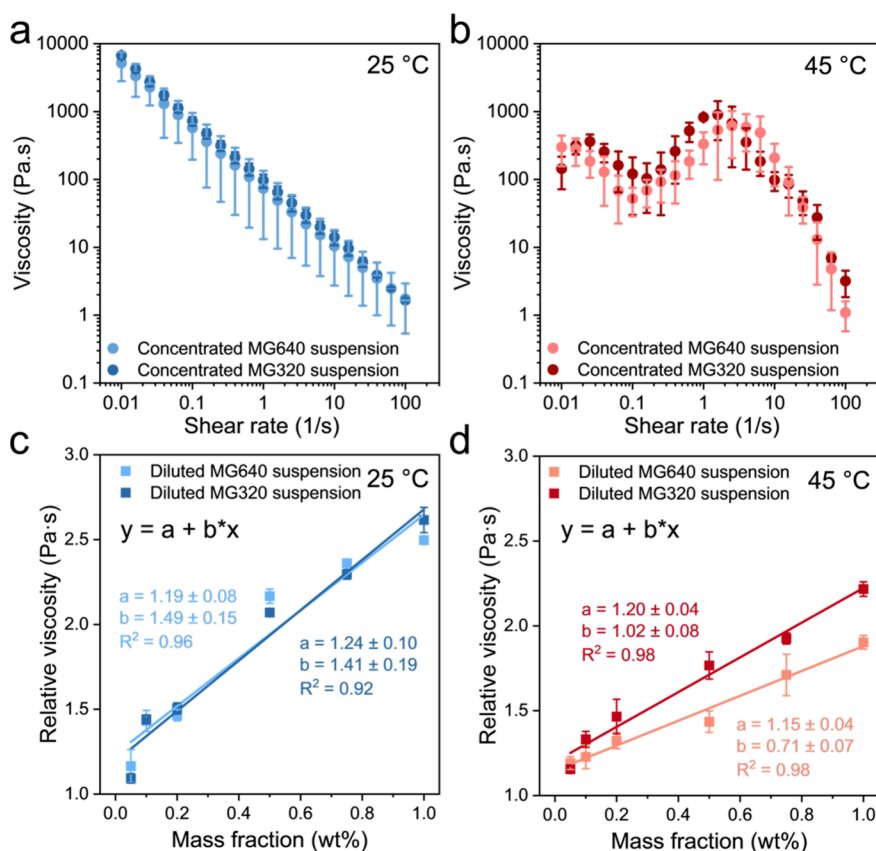 a
25 °C
10000
1000
100
10
1
0.1
Viscosity (Pa.s)
Concentrated MG640 suspension
Concentrated MG320 suspension
0.01
0.1
1
10
100
Shear rate (1/s)
b
45 °C
10000
1000
100
10
1
0.1
Viscosity (Pa.s)
Concentrated MG640 suspension
Concentrated MG320 suspension
0.01
0.1
1
10
100
Shear rate (1/s)
c
Diluted MG640 suspension
Diluted MG320 suspension
25 °C
y = a + b*x
3.0
2.5
2.0
1.5
1.0
Relative viscosity (Pa·s)
a = 1.19 ± 0.08
b = 1.49 ± 0.15
R² = 0.96
a = 1.24 ± 0.10
b = 1.41 ± 0.19
R² = 0.92
0.0
0.2
0.4
0.6
0.8
1.0
Mass fraction (wt%)
d
Diluted MG640 suspension
Diluted MG320 suspension
45 °C
y = a + b*x
3.0
2.5
2.0
1.5
1.0
Relative viscosity (Pa·s)
a = 1.20 ± 0.04
b = 1.02 ± 0.08
R² = 0.98
a = 1.15 ± 0.04
b = 0.71 ± 0.07
R² = 0.98
0.0
0.2
0.4
0.6
0.8
1.0
Mass fraction (wt%)